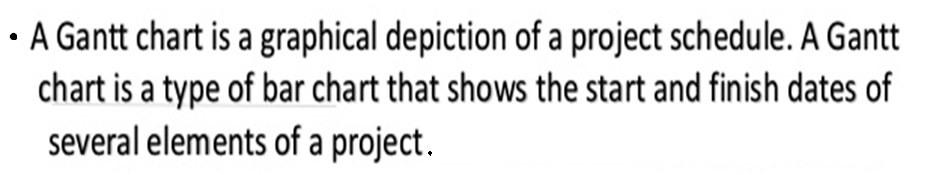 • A Gantt chart is a graphical depiction of a project schedule. A Gantt
chart is a type of bar chart that shows the start and finish dates of
several elements of a project.